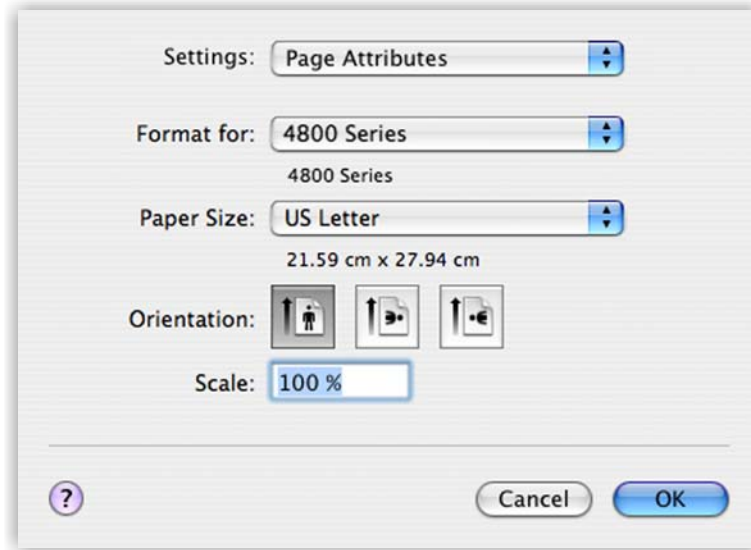 Settings: Page Attributes
Format for: 4800 Series
4800 Series
Paper Size: US Letter
21.59 cm x 27.94 cm
Orientation:
Scale: 100 %
? Cancel OK